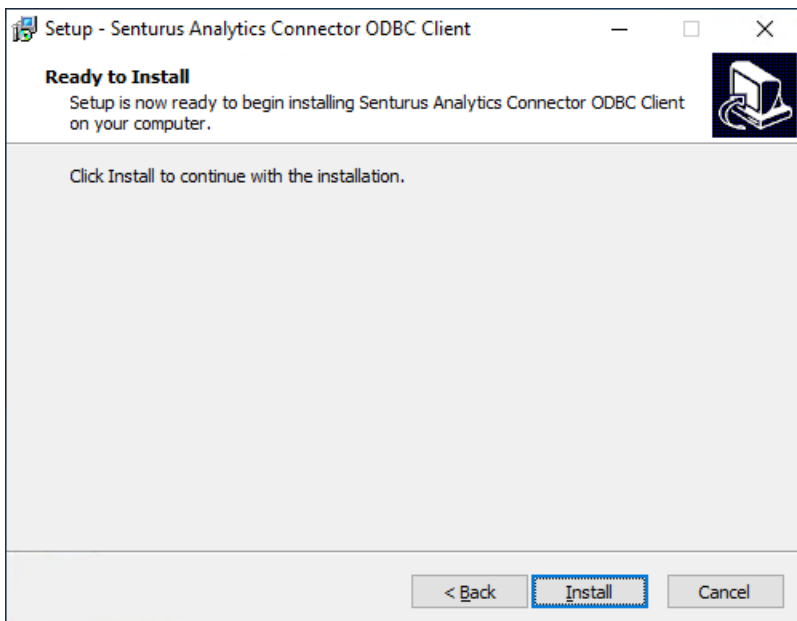 Setup - Senturus Analytics Connector ODBC Client
Ready to Install
Setup is now ready to begin installing Senturus Analytics Connector ODBC Client
on your computer.
Click Install to continue with the installation.
< Back
Install
Cancel